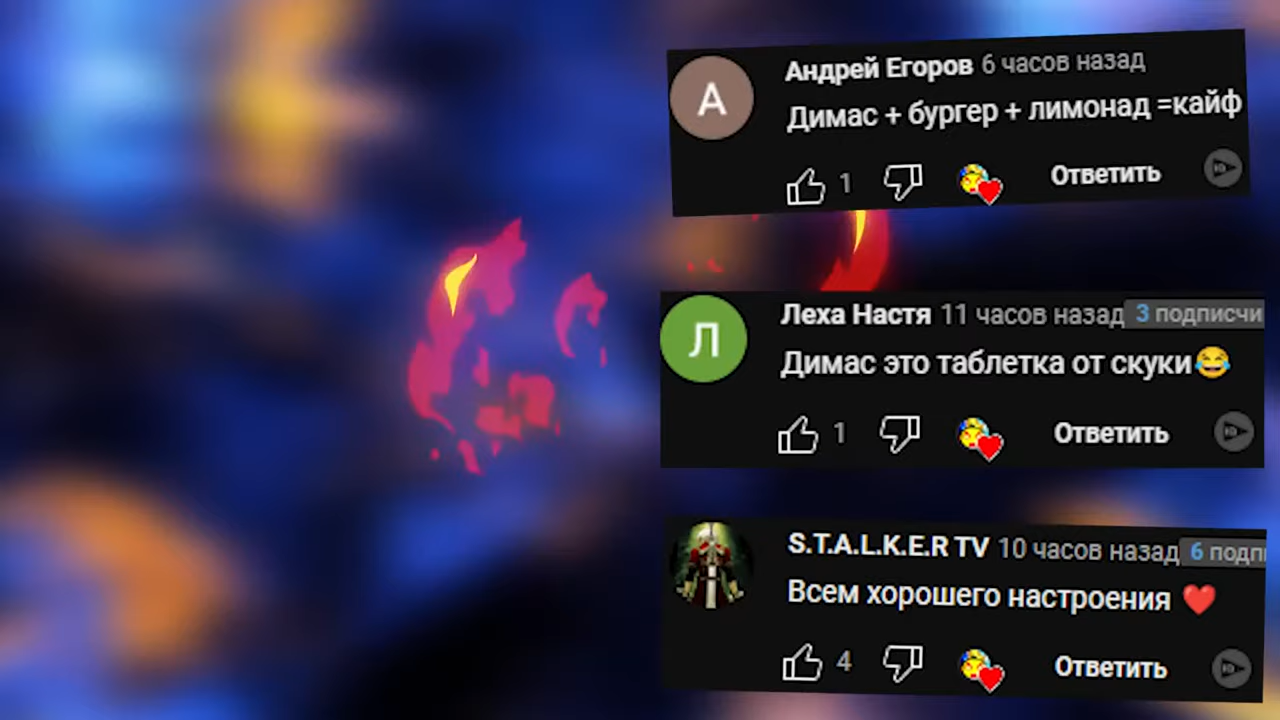 А
Андрей Егоров 6 часов назад
Димас + бургер + лимонад =кайф
1
Ответить
Л
Леха Настя 11 часов назад 3 подписчи
Димас это таблетка от скуки😂
1
Ответить
S.T.A.L.K.E.R TV 10 часов назад 6 подп
Всем хорошего настроения ❤️
4
Ответить